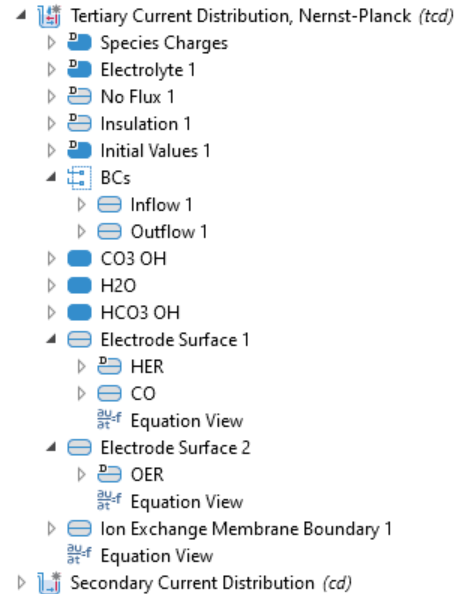 Tertiary Current Distribution, Nernst-Planck (tcd)
D Species Charges
D Electrolyte 1
D No Flux 1
D Insulation 1
D Initial Values 1
BCs
Inflow 1
Outflow 1
CO3 OH
H2O
HCO3 OH
Electrode Surface 1
D HER
CO
∂u/∂t=f Equation View
Electrode Surface 2
D OER
∂u/∂t=f Equation View
Ion Exchange Membrane Boundary 1
∂u/∂t=f Equation View
Secondary Current Distribution (cd)